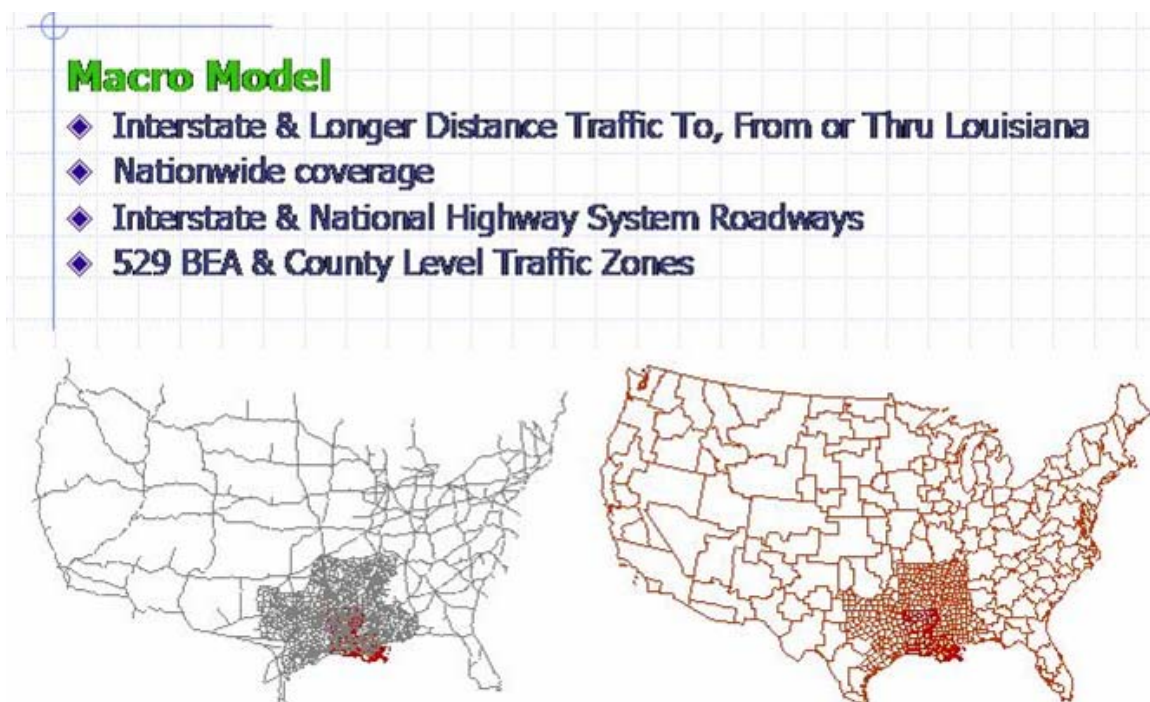 Macro Model
Interstate & Longer Distance Traffic To, From or Thru Louisiana
Nationwide coverage
Interstate & National Highway System Roadways
529 BEA & County Level Traffic Zones